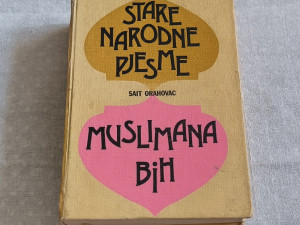 STARE
NARODNE
PJESME
SAIT ORAHOVAC
MUSLIMANA
BiH